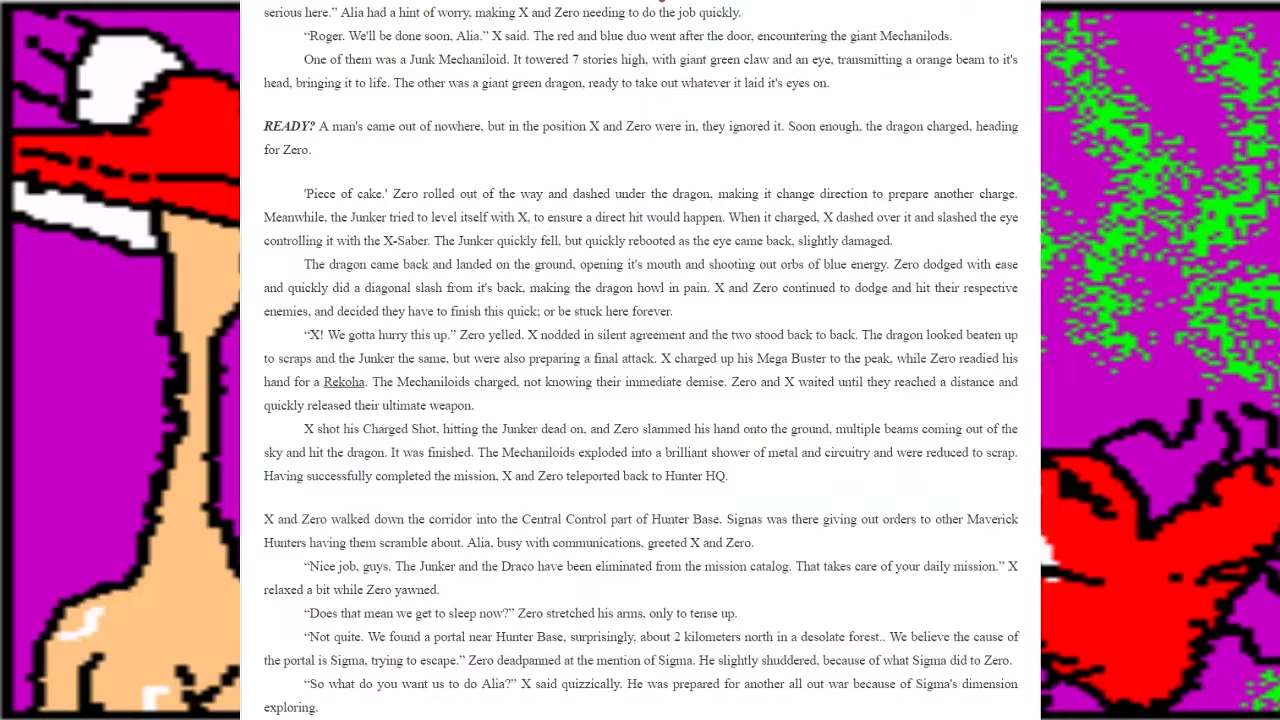 serious here.” Alia had a hint of worry, making X and Zero needing to do the job quickly.
“Roger. We'll be done soon, Alia.” X said. The red and blue duo went after the door, encountering the giant Mechanilods.
One of them was a Junk Mechaniloid. It towered 7 stories high, with giant green claw and an eye, transmitting a orange beam to it's
head, bringing it to life. The other was a giant green dragon, ready to take out whatever it laid it's eyes on.
READY? A man's came out of nowhere, but in the position X and Zero were in, they ignored it. Soon enough, the dragon charged, heading
for Zero.
'Piece of cake.' Zero rolled out of the way and dashed under the dragon, making it change direction to prepare another charge.
Meanwhile, the Junker tried to level itself with X, to ensure a direct hit would happen. When it charged, X dashed over it and slashed the eye
controlling it with the X-Saber. The Junker quickly fell, but quickly rebooted as the eye came back, slightly damaged.
The dragon came back and landed on the ground, opening it's mouth and shooting out orbs of blue energy. Zero dodged with ease
and quickly did a diagonal slash from it's back, making the dragon howl in pain. X and Zero continued to dodge and hit their respective
enemies, and decided they have to finish this quick; or be stuck here forever.
“X! We gotta hurry this up.” Zero yelled. X nodded in silent agreement and the two stood back to back. The dragon looked beaten up
to scraps and the Junker the same, but were also preparing a final attack. X charged up his Mega Buster to the peak, while Zero readied his
hand for a Rekoha. The Mechaniloids charged, not knowing their immediate demise. Zero and X waited until they reached a distance and
quickly released their ultimate weapon.
X shot his Charged Shot, hitting the Junker dead on, and Zero slammed his hand onto the ground, multiple beams coming out of the
sky and hit the dragon. It was finished. The Mechaniloids exploded into a brilliant shower of metal and circuitry and were reduced to scrap.
Having successfully completed the mission, X and Zero teleported back to Hunter HQ.
X and Zero walked down the corridor into the Central Control part of Hunter Base. Signas was there giving out orders to other Maverick
Hunters having them scramble about. Alia, busy with communications, greeted X and Zero.
“Nice job, guys. The Junker and the Draco have been eliminated from the mission catalog. That takes care of your daily mission.” X
relaxed a bit while Zero yawned.
“Does that mean we get to sleep now?” Zero stretched his arms, only to tense up.
“Not quite. We found a portal near Hunter Base, surprisingly, about 2 kilometers north in a desolate forest.. We believe the cause of
the portal is Sigma, trying to escape.” Zero deadpanned at the mention of Sigma. He slightly shuddered, because of what Sigma did to Zero.
“So what do you want us to do Alia?” X said quizzically. He was prepared for another all out war because of Sigma's dimension
exploring.